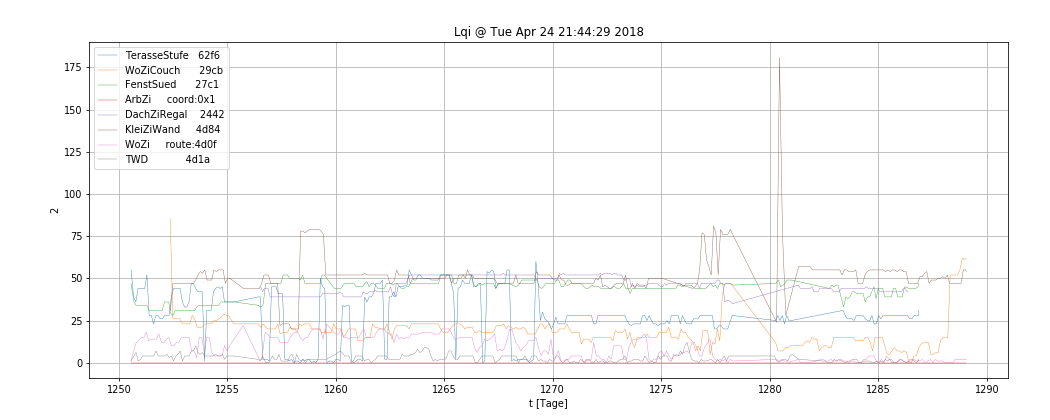 Lqi @ Tue Apr 24 21:44:29 2018
TerasseStufe 62f6
WoZiCouch 29cb
FenstSued 27c1
ArbZi coord:0x1
DachZiRegal 2442
KleiZiWand 4d84
WoZi route:4d0f
TWD 4d1a
175
150
125
100
75
50
25
0
2
1250 1255 1260 1265 1270 1275 1280 1285 1290
t [Tage]